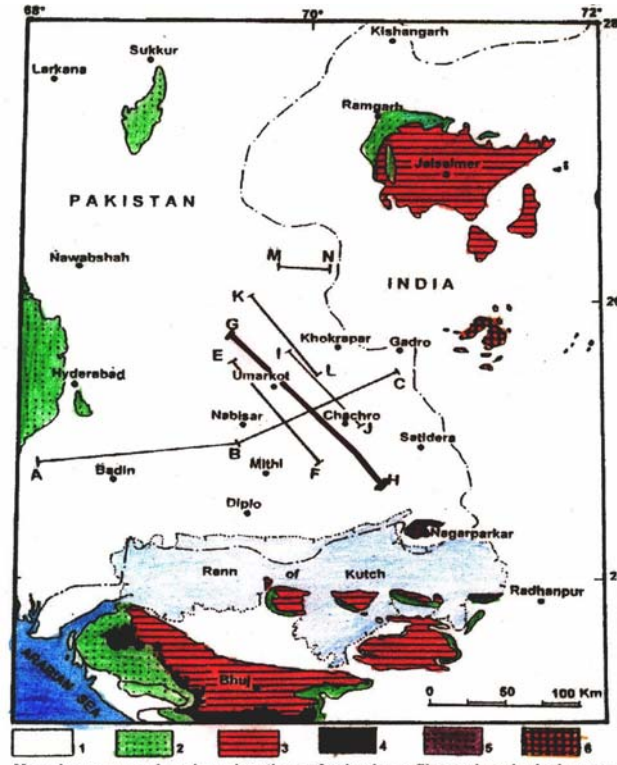 68° 70° 72°
28
Kishangarh
Sukkur
Larkana
Ramgarh
Jaisalmer
PAKISTAN
Nawabshah
M N
INDIA
K
G
Khokrapar Gadro
E I
Hyderabad Umarkot L
C
Nabisar Chachro J
Satidera
B
A Badin Mithi F
H
Diplo
Nagarparkar
Rann of Kutch
Radhanpur
ARABIAN SEA
Bhuj
0 50 100 Km
1 2 3 4 5 6